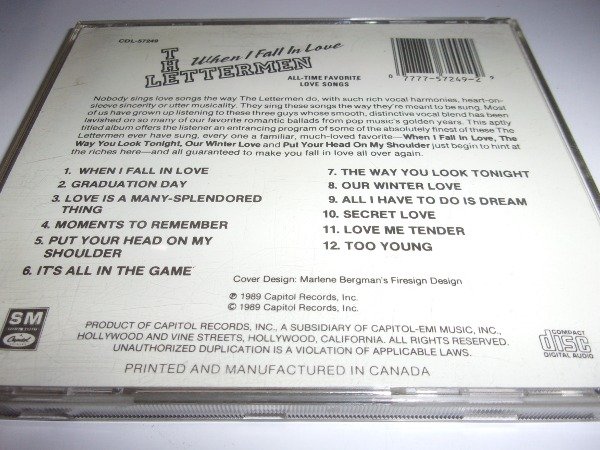 CDL-57249
THE
When I Fall In Love
LETTERMEN
ALL-TIME FAVORITE
LOVE SONGS
0 77777-57249-2 9
Nobody sings love songs the way The Lettermen do, with such rich vocal harmonies, heart-on-
sleeve sincerity or utter musicality. They sing these songs the way they're meant to be sung. Most
of us have grown up listening to these three guys whose smooth, distinctive vocal blend has been
lavished on so many of our favorite romantic ballads from pop music's golden years. This aptly
titled album offers the listener an entrancing program of some of the absolutely finest of these The
Lettermen ever have sung, every one a familiar, much-loved favorite—When I Fall In Love, The
Way You Look Tonight, Our Winter Love and Put Your Head On My Shoulder just begin to hint
at the riches here—and all guaranteed to make you fall in love all over again.
1. WHEN I FALL IN LOVE
2. GRADUATION DAY
3. LOVE IS A MANY-SPLENDORED
THING
4. MOMENTS TO REMEMBER
5. PUT YOUR HEAD ON MY
SHOULDER
6. IT'S ALL IN THE GAME
7. THE WAY YOU LOOK TONIGHT
8. OUR WINTER LOVE
9. ALL I HAVE TO DO IS DREAM
10. SECRET LOVE
11. LOVE ME TENDER
12. TOO YOUNG
Cover Design: Marlene Bergman's Firesign Design
℗ 1989 Capitol Records, Inc.
© 1989 Capitol Records, Inc.
SM
Capitol
PRODUCT OF CAPITOL RECORDS, INC., A SUBSIDIARY OF CAPITOL-EMI MUSIC, INC.,
HOLLYWOOD AND VINE STREETS, HOLLYWOOD, CALIFORNIA. ALL RIGHTS RESERVED.
UNAUTHORIZED DUPLICATION IS A VIOLATION OF APPLICABLE LAWS.
PRINTED AND MANUFACTURED IN CANADA
COMPACT
disc
DIGITAL AUDIO